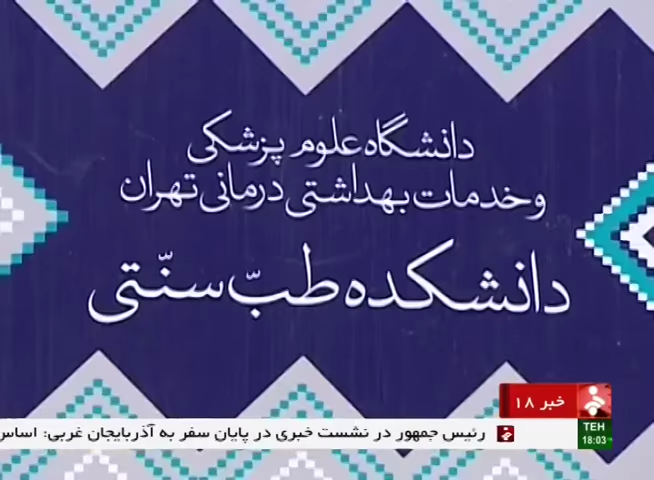 دانشگاه علوم پزشکی
و خدمات بهداشتی درمانی تهران
دانشکده طبّ سنّتی
خبر ۱۸
رئیس جمهور در نشست خبری در پایان سفر به آذربایجان غربی: اساس
TEH
18:03